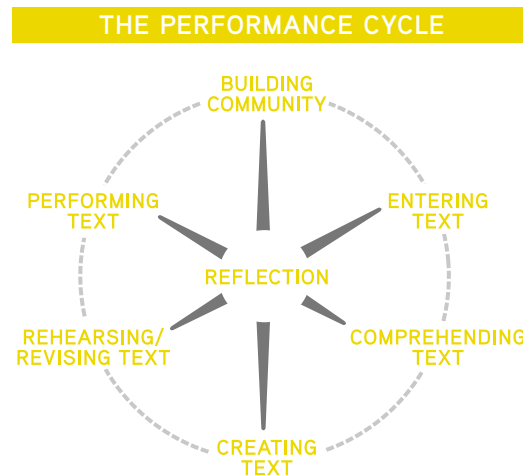 THE PERFORMANCE CYCLE
BUILDING
COMMUNITY
PERFORMING
TEXT
ENTERING
TEXT
REFLECTION
REHEARSING/
REVISING TEXT
COMPREHENDING
TEXT
CREATING
TEXT